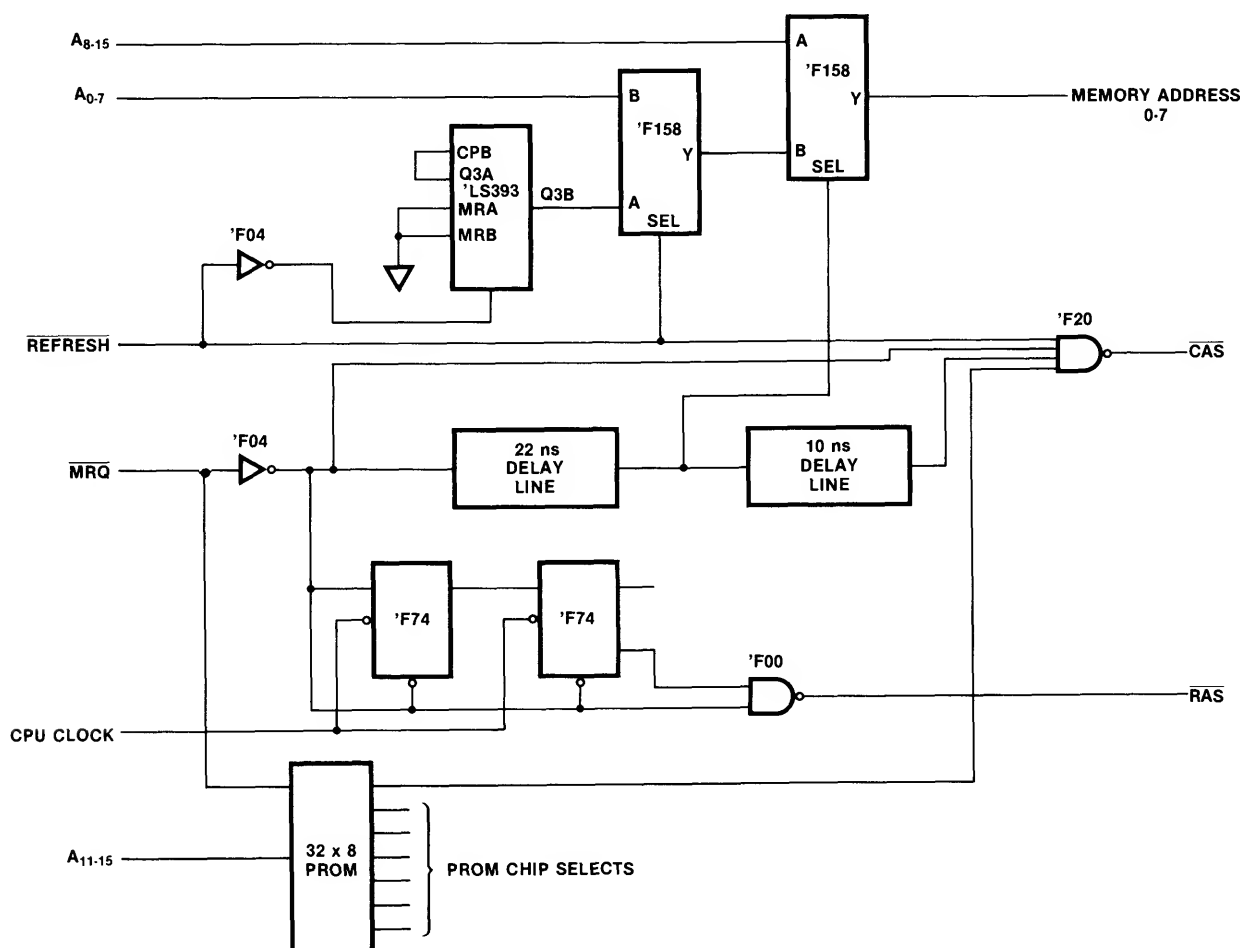 A8-15
A
'F158
Y
B
SEL
MEMORY ADDRESS
0-7
A0-7
B
'F158
Y
A
SEL
CPB
Q3A
'LS393
MRA
MRB
Q3B
'F04
REFRESH
'F20
CAS
MRQ
'F04
22 ns
DELAY
LINE
10 ns
DELAY
LINE
'F74
'F74
'F00
RAS
CPU CLOCK
A11-15
32 x 8
PROM
PROM CHIP SELECTS